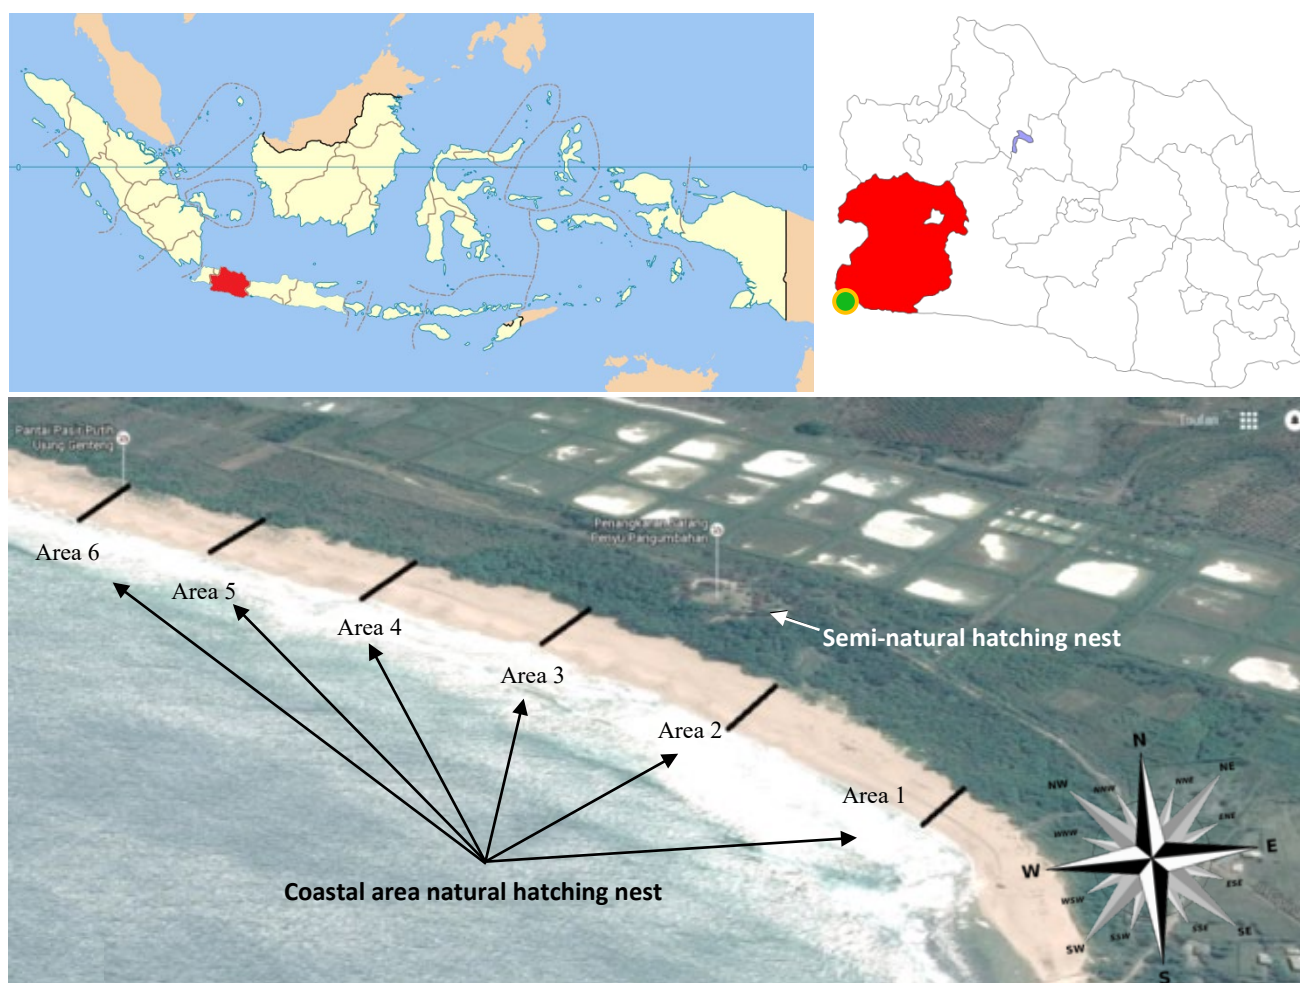 Pantai Pasir Putih
Ujung Genteng
Toufan
Penangkaran Satang
Penyu Pangumbahan
Area 6
Area 5
Area 4
Semi-natural hatching nest
Area 3
Area 2
Area 1
Coastal area natural hatching nest
N
NNE
NE
ENE
E
ESE
SE
SSE
S
SSW
SW
WSW
W
WNW
NW
NNW